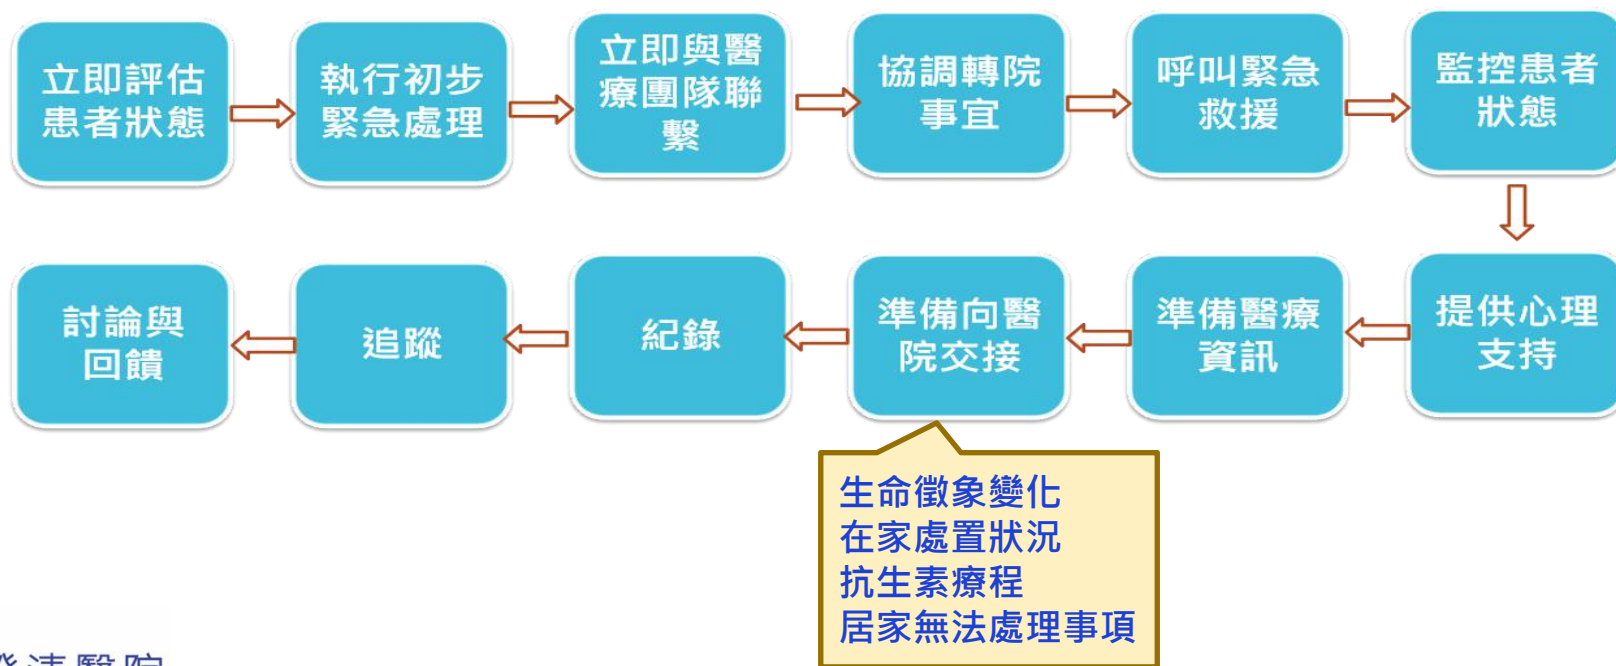 立即評估
患者狀態
執行初步
緊急處理
立即與醫
療團隊聯
繫
協調轉院
事宜
呼叫緊急
救援
監控患者
狀態
提供心理
支持
準備醫療
資訊
準備向醫
院交接
紀錄
追蹤
討論與
回饋
生命徵象變化
在家處置狀況
抗生素療程
居家無法處理事項